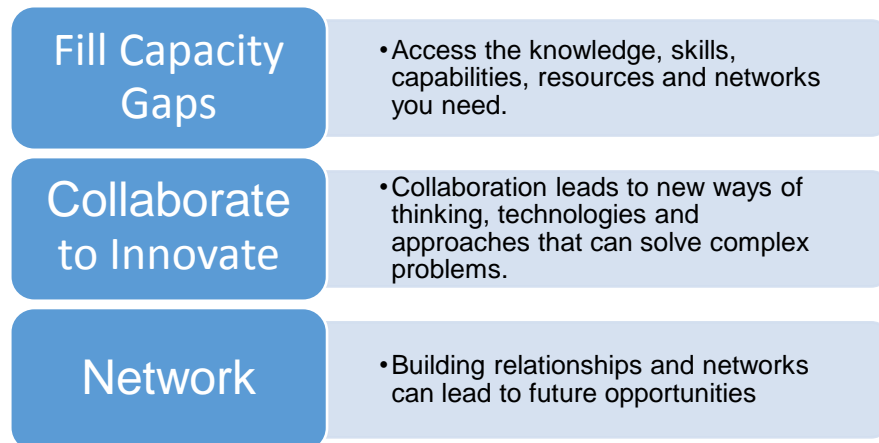 Fill Capacity
Gaps
•Access the knowledge, skills,
capabilities, resources and networks
you need.
Collaborate
to Innovate
•Collaboration leads to new ways of
thinking, technologies and
approaches that can solve complex
problems.
Network
•Building relationships and networks
can lead to future opportunities